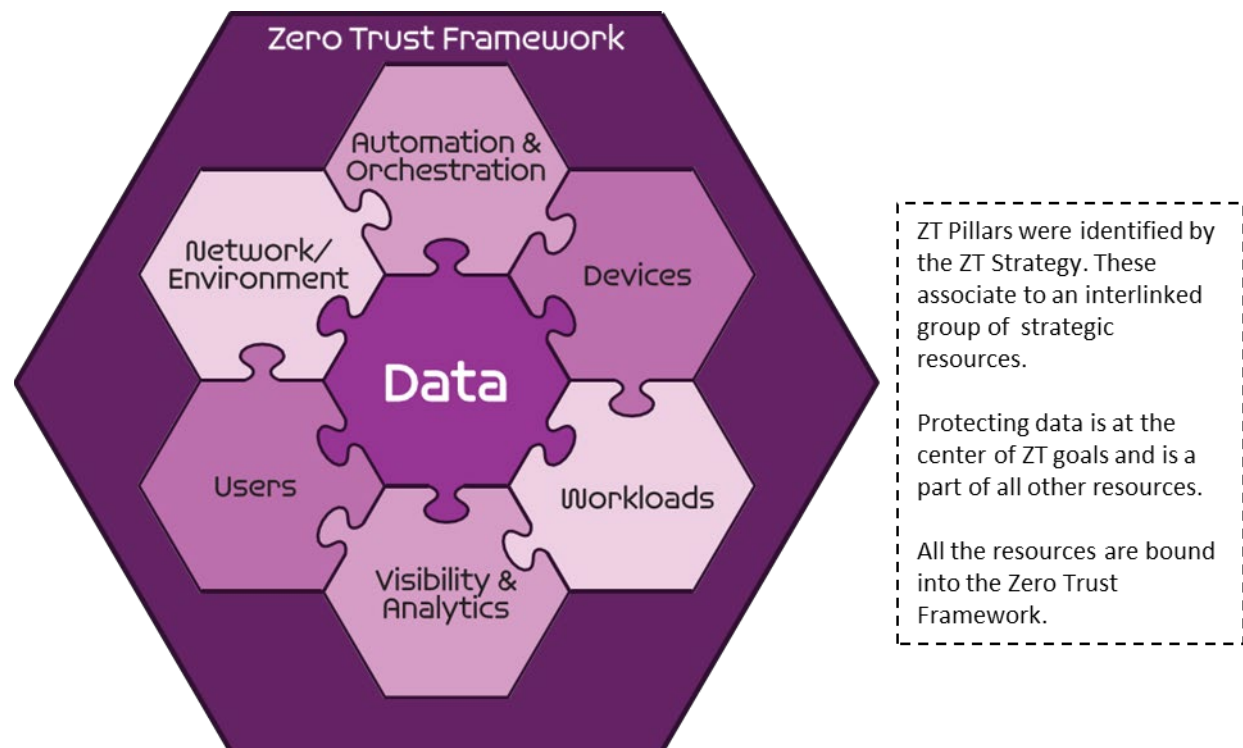 Zero Trust Framework
Automation &
Orchestration
Network/
Environment
Devices
Data
Users
Workloads
Visibility &
Analytics
ZT Pillars were identified by
the ZT Strategy. These
associate to an interlinked
group of strategic
resources.
Protecting data is at the
center of ZT goals and is a
part of all other resources.
All the resources are bound
into the Zero Trust
Framework.